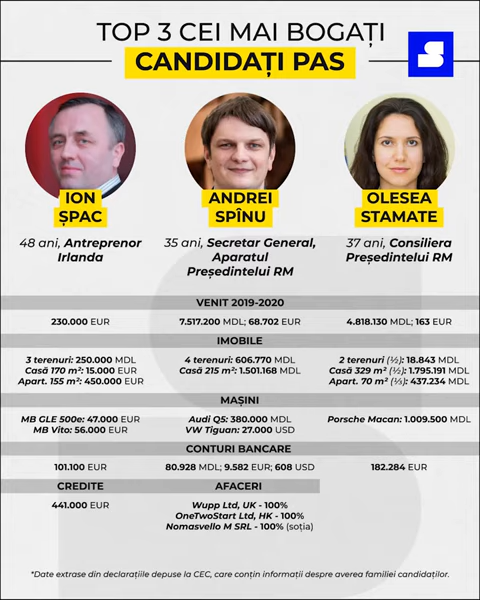 TOP 3 CEI MAI BOGAȚI
CANDIDAȚI PAS
S
ION
ȘPAC
48 ani, Antreprenor
Irlanda
ANDREI
SPÎNU
35 ani, Secretar General,
Aparatul
Președintelui RM
OLESEA
STAMATE
37 ani, Consiliera
Președintelui RM
VENIT 2019-2020
230.000 EUR
7.517.200 MDL; 68.702 EUR
4.818.130 MDL; 163 EUR
IMOBILE
3 terenuri: 250.000 MDL
Casă 170 m²: 15.000 EUR
Apart. 155 m²: 450.000 EUR
4 terenuri: 606.770 MDL
Casă 215 m²: 1.501.168 MDL
2 terenuri (½): 18.843 MDL
Casă 329 m² (½): 1.795.191 MDL
Apart. 70 m² (⅓): 437.234 MDL
MAȘINI
MB GLE 500e: 47.000 EUR
MB Vito: 56.000 EUR
Audi Q5: 380.000 MDL
VW Tiguan: 27.000 USD
Porsche Macan: 1.009.500 MDL
CONTURI BANCARE
101.100 EUR
80.928 MDL; 9.582 EUR; 608 USD
182.284 EUR
CREDITE
441.000 EUR
AFACERI
Wupp Ltd, UK - 100%
OneTwoStart Ltd, HK - 100%
Nomasvello M SRL - 100% (soția)
*Date extrase din declarațiile depuse la CEC, care conțin informații despre averea familiei candidaților.